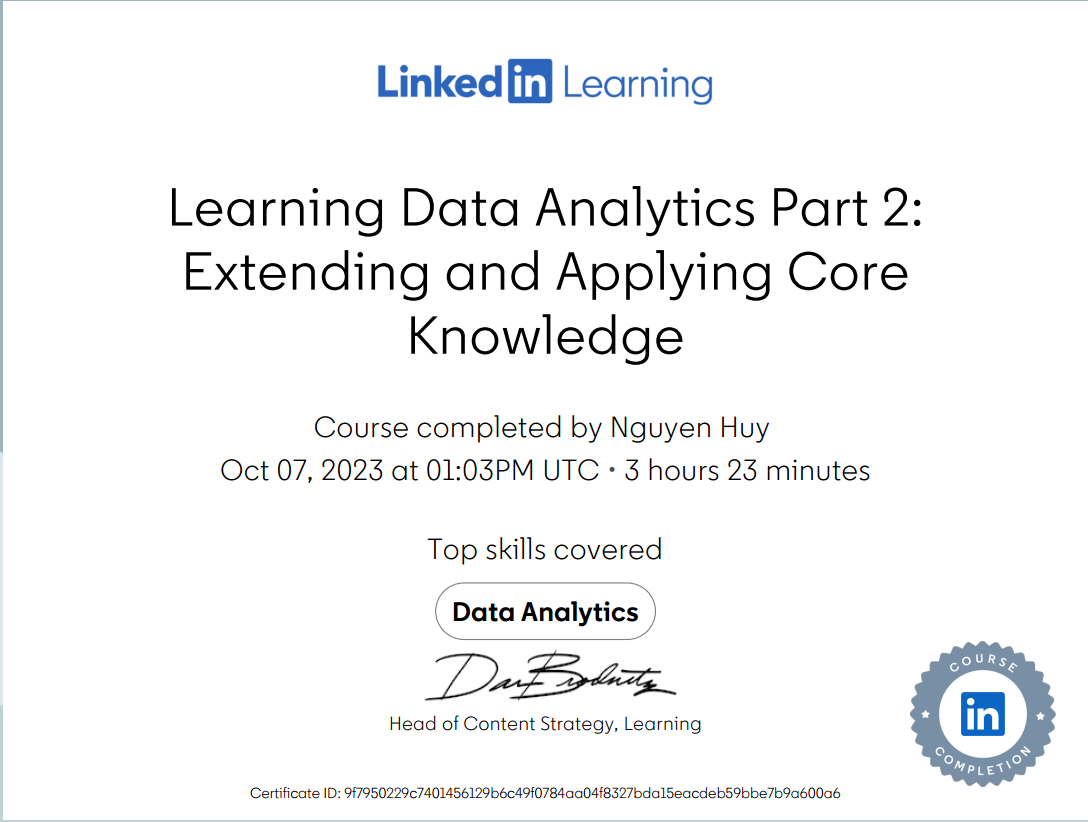 Linked in Learning
Learning Data Analytics Part 2:
Extending and Applying Core
Knowledge
Course completed by Nguyen Huy
Oct 07, 2023 at 01:03PM UTC • 3 hours 23 minutes
Top skills covered
Data Analytics
Dan Brodnitz
Head of Content Strategy, Learning
COURSE
in
COMPLETION
Certificate ID: 9f7950229c7401456129b6c49f0784aa04f8327bda15eacdeb59bbe7b9a600a6